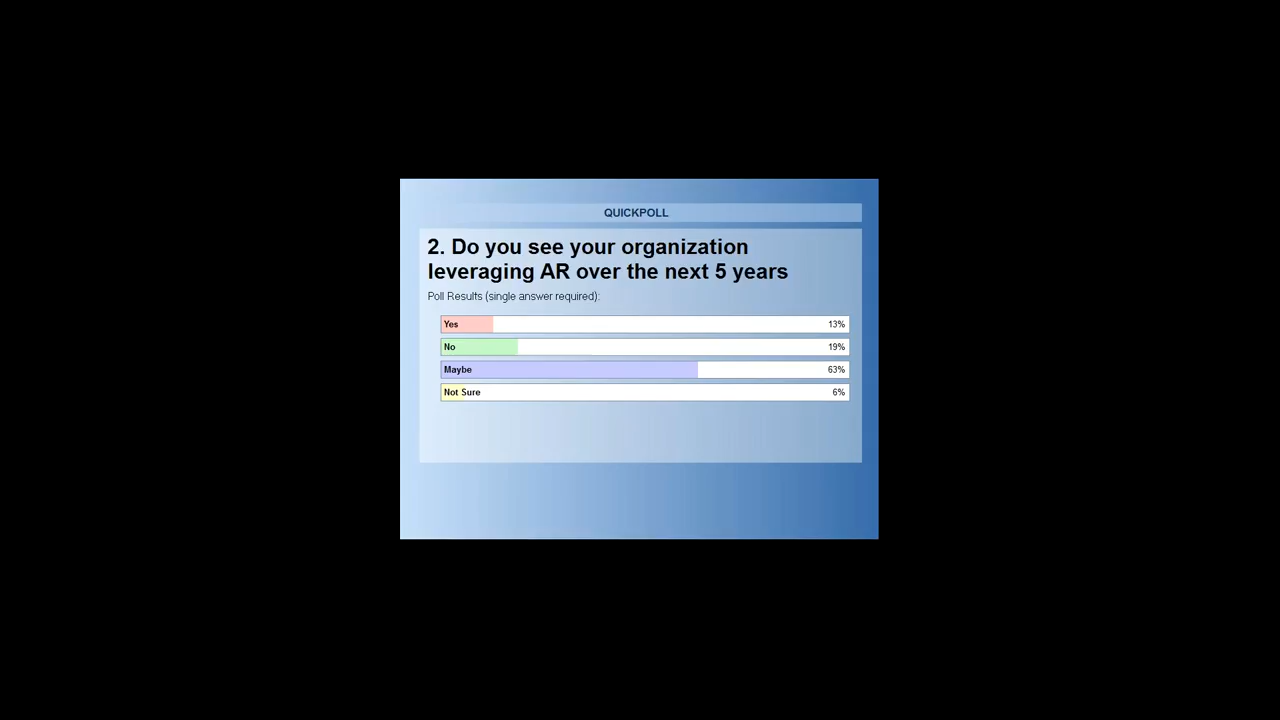 QUICKPOLL
2. Do you see your organization
leveraging AR over the next 5 years
Poll Results (single answer required):
Yes 13%
No 19%
Maybe 63%
Not Sure 6%